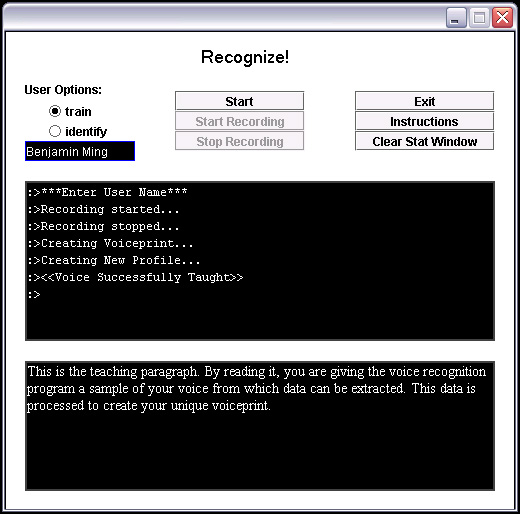 Recognize!
User Options:
train
identify
Benjamin Ming
Start
Start Recording
Stop Recording
Exit
Instructions
Clear Stat Window
:>***Enter User Name***
:>Recording started...
:>Recording stopped...
:>Creating Voiceprint...
:>Creating New Profile...
:><<Voice Successfully Taught>>
:>
This is the teaching paragraph. By reading it, you are giving the voice recognition
program a sample of your voice from which data can be extracted. This data is
processed to create your unique voiceprint.